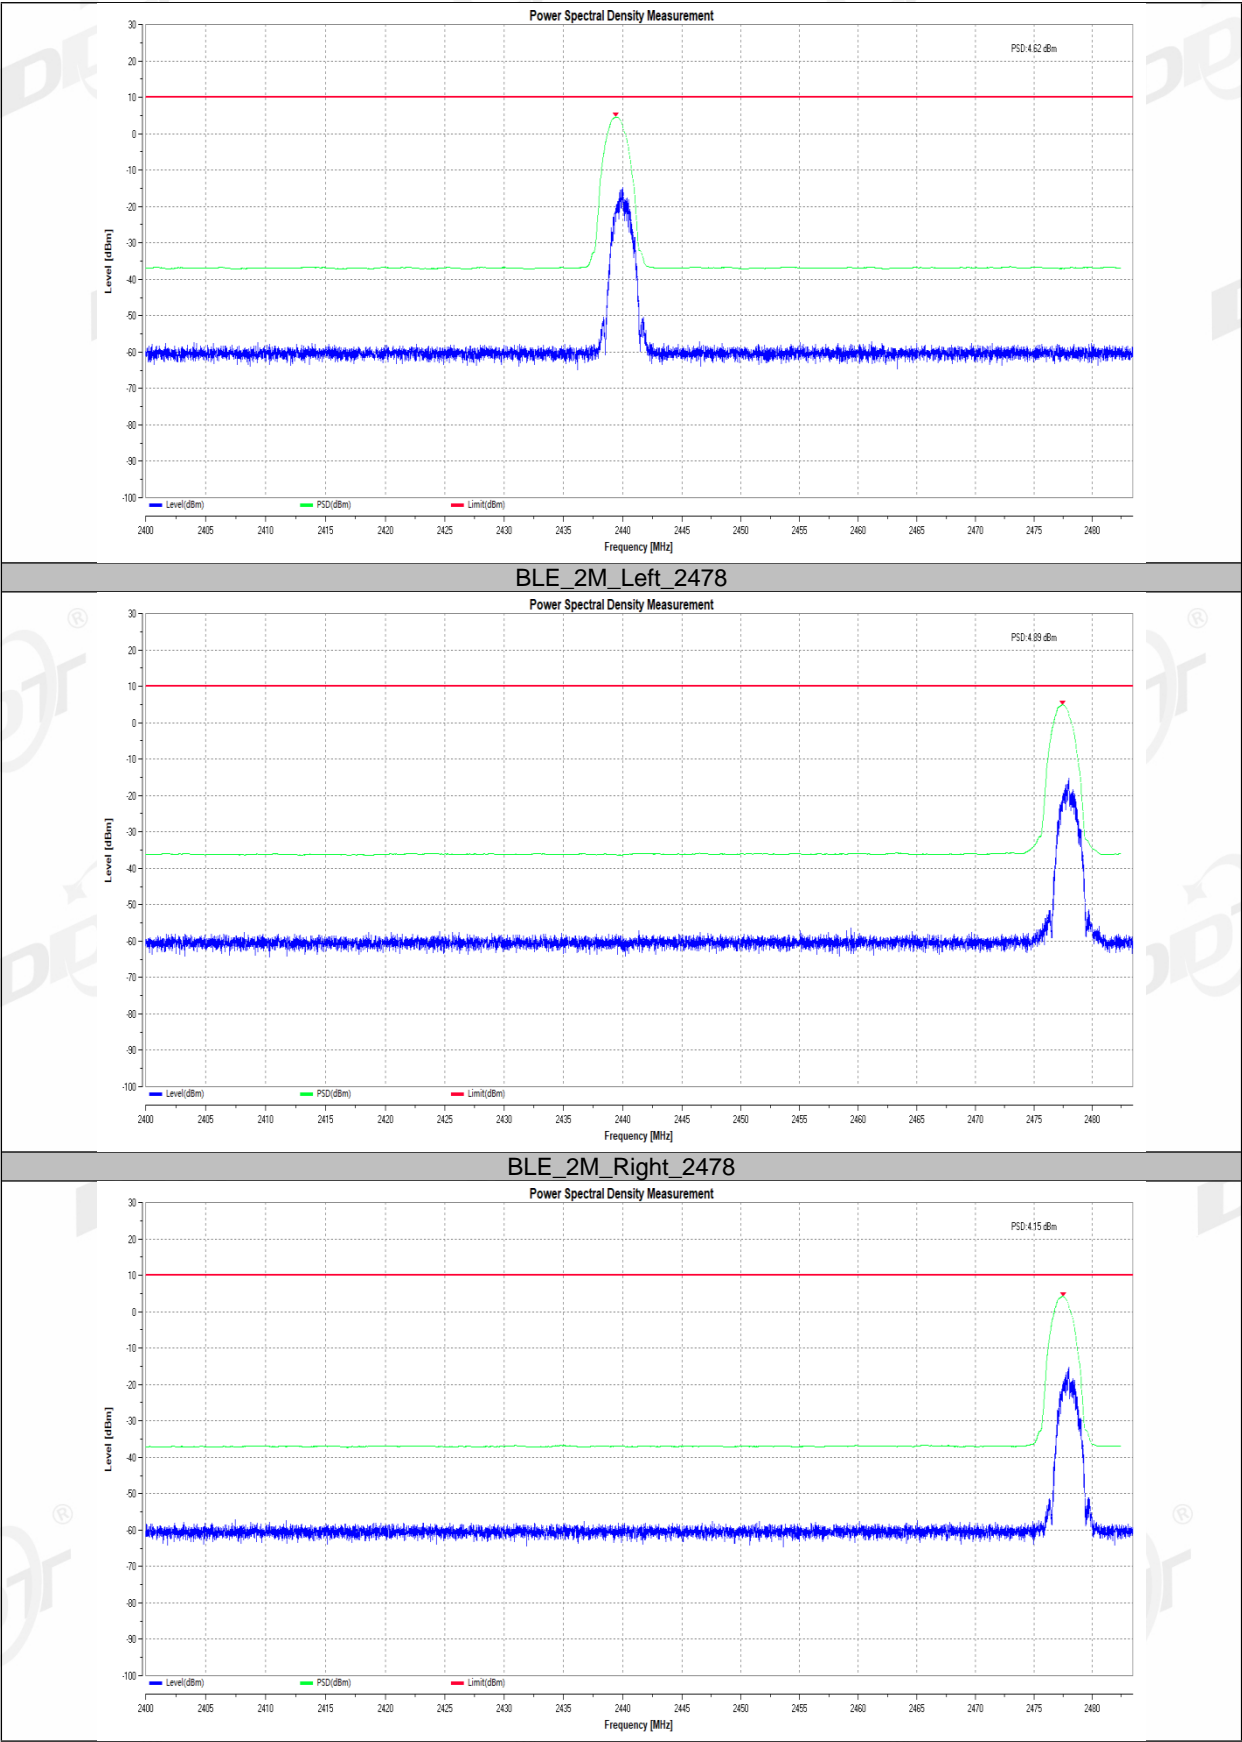 Power Spectral Density Measurement
PSD:4.62 dBm
Level [dBm]
30
20
10
0
-10
-20
-30
-40
-50
-60
-70
-80
-90
-100
Level(dBm) PSD(dBm) Limit(dBm)
2400 2405 2410 2415 2420 2425 2430 2435 2440 2445 2450 2455 2460 2465 2470 2475 2480
Frequency [MHz]
BLE_2M_Left_2478
Power Spectral Density Measurement
PSD:4.89 dBm
Level [dBm]
30
20
10
0
-10
-20
-30
-40
-50
-60
-70
-80
-90
-100
Level(dBm) PSD(dBm) Limit(dBm)
2400 2405 2410 2415 2420 2425 2430 2435 2440 2445 2450 2455 2460 2465 2470 2475 2480
Frequency [MHz]
BLE_2M_Right_2478
Power Spectral Density Measurement
PSD:4.15 dBm
Level [dBm]
30
20
10
0
-10
-20
-30
-40
-50
-60
-70
-80
-90
-100
Level(dBm) PSD(dBm) Limit(dBm)
2400 2405 2410 2415 2420 2425 2430 2435 2440 2445 2450 2455 2460 2465 2470 2475 2480
Frequency [MHz]